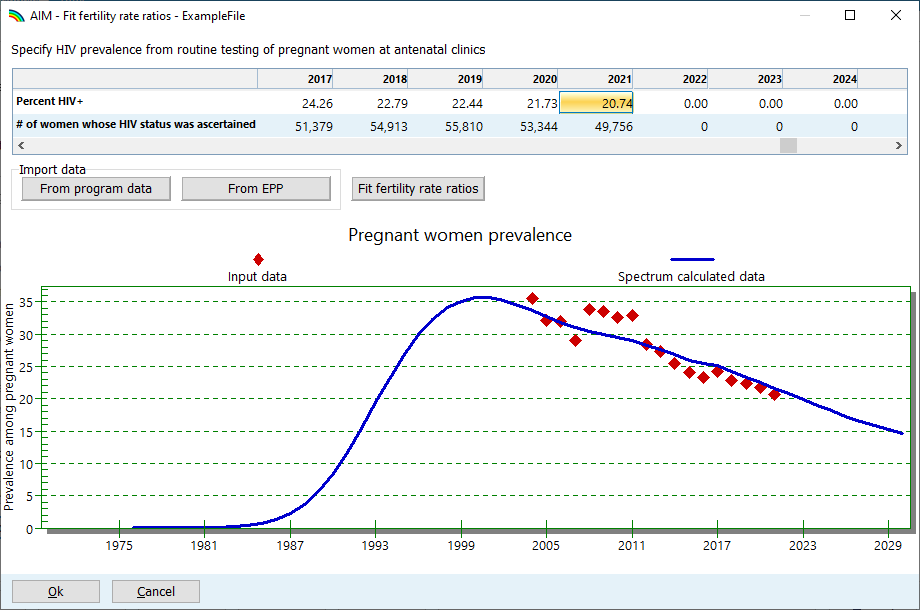 AIM - Fit fertility rate ratios - ExampleFile
Specify HIV prevalence from routine testing of pregnant women at antenatal clinics
2017 2018 2019 2020 2021 2022 2023 2024
Percent HIV+ 24.26 22.79 22.44 21.73 20.74 0.00 0.00 0.00
# of women whose HIV status was ascertained 51,379 54,913 55,810 53,344 49,756 0 0 0
Import data
From program data From EPP Fit fertility rate ratios
Pregnant women prevalence
Input data Spectrum calculated data
Prevalence among pregnant women
35
30
25
20
15
10
5
0
1975 1981 1987 1993 1999 2005 2011 2017 2023 2029
Ok Cancel